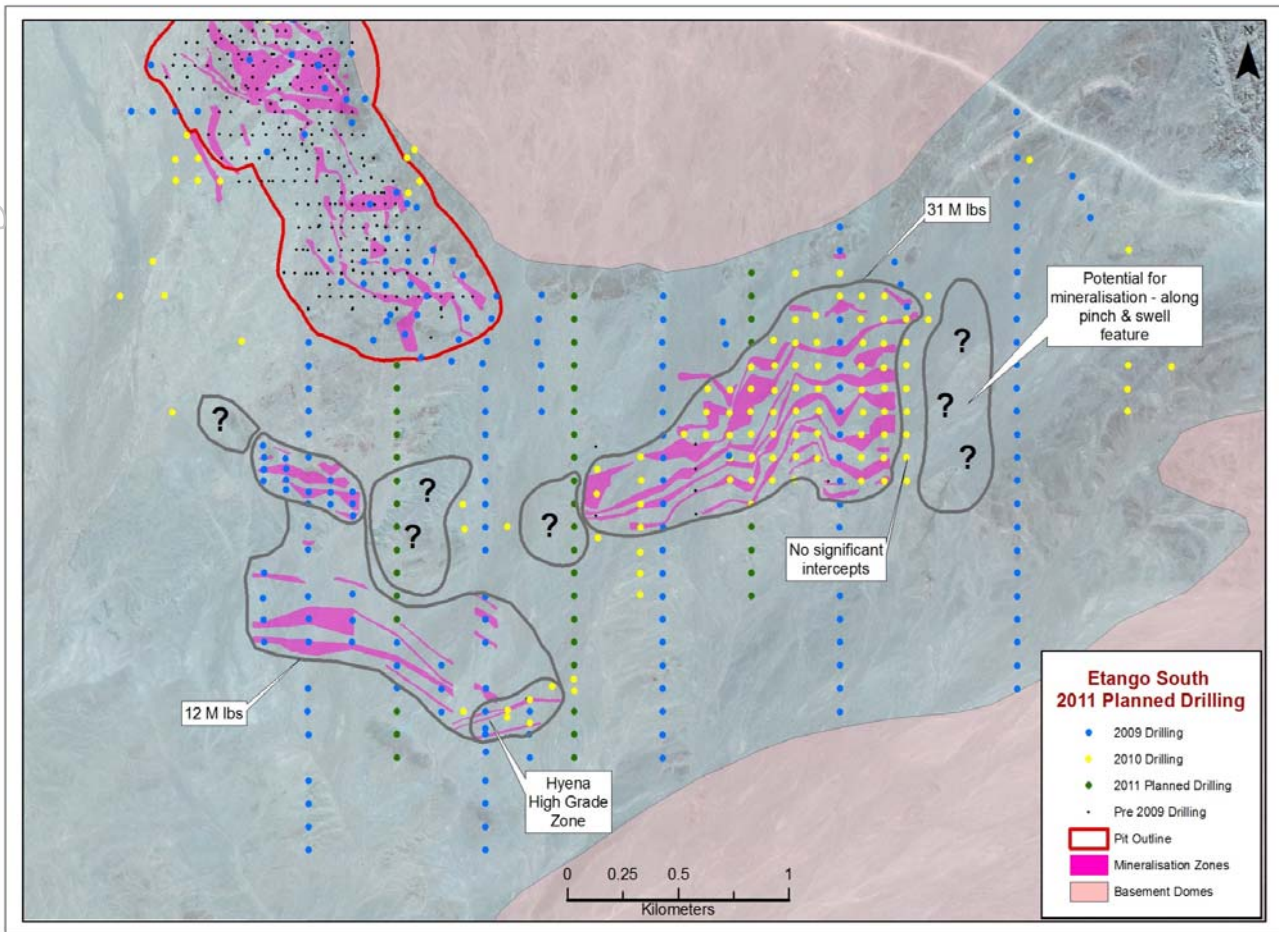 N
31 M lbs
Potential for
mineralisation - along
pinch & swell
feature
?
?
?
?
?
?
?
No significant
intercepts
12 M lbs
Hyena
High Grade
Zone
0 0.25 0.5 1
Kilometers
Etango South
2011 Planned Drilling
2009 Drilling
2010 Drilling
2011 Planned Drilling
Pre 2009 Drilling
Pit Outline
Mineralisation Zones
Basement Domes